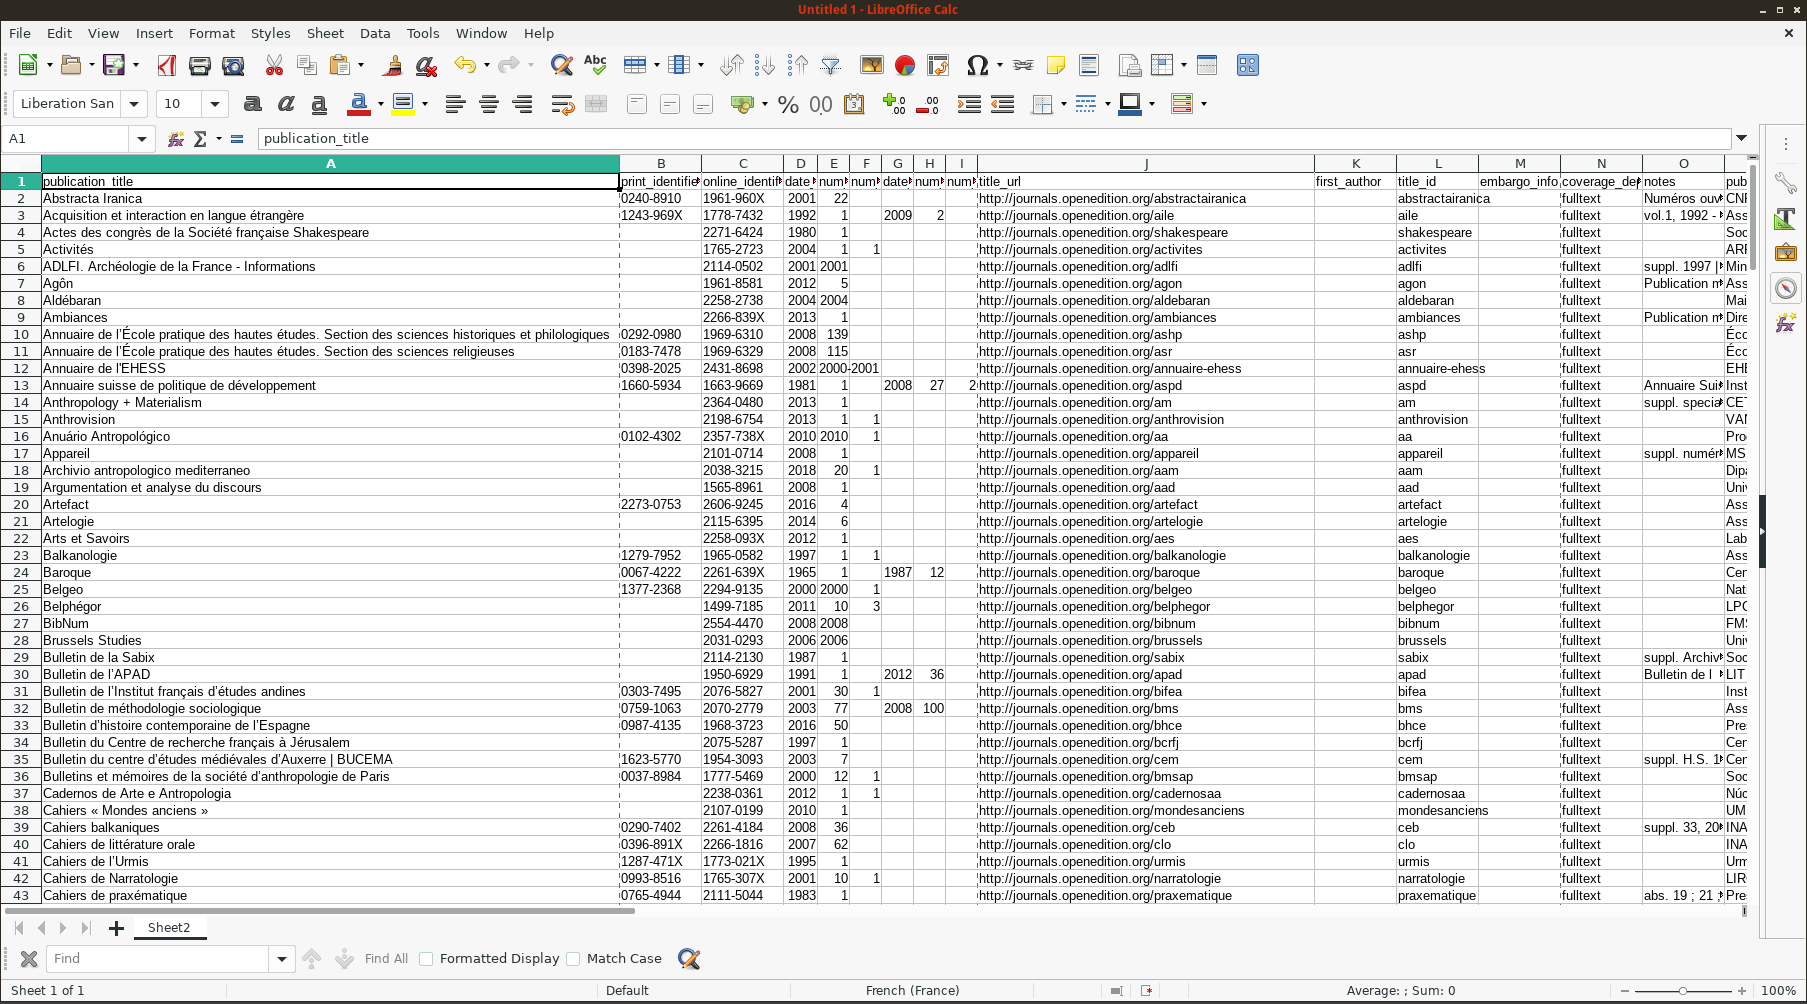 Untitled 1 - LibreOffice Calc
File Edit View Insert Format Styles Sheet Data Tools Window Help
Liberation San 10
A1 publication_title
A B C D E F G H I J K L M N O
1 publication_title print_identifie online_identif date_ num num date num num title_url first_author title_id embargo_info coverage_de notes pub
2 Abstracta Iranica 0240-8910 1961-960X 2001 22 http://journals.openedition.org/abstractairanica abstractairanica fulltext Numéros ouv CNF
3 Acquisition et interaction en langue étrangère 1243-969X 1778-7432 1992 1 2009 2 http://journals.openedition.org/aile aile fulltext vol.1, 1992 - Ass
4 Actes des congrès de la Société française Shakespeare 2271-6424 1980 1 http://journals.openedition.org/shakespeare shakespeare fulltext Soc
5 Activités 1765-2723 2004 1 1 http://journals.openedition.org/activites activites fulltext ARF
6 ADLFI. Archéologie de la France - Informations 2114-0502 2001 2001 http://journals.openedition.org/adlfi adlfi fulltext suppl. 1997 | Min
7 Agôn 1961-8581 2012 5 http://journals.openedition.org/agon agon fulltext Publication Ass
8 Aldébaran 2258-2738 2004 2004 http://journals.openedition.org/aldebaran aldebaran fulltext Mai
9 Ambiances 2266-839X 2013 1 http://journals.openedition.org/ambiances ambiances fulltext Publication Dire
10 Annuaire de l’École pratique des hautes études. Section des sciences historiques et philologiques 0292-0980 1969-6310 2008 139 http://journals.openedition.org/ashp ashp fulltext Éco
11 Annuaire de l’École pratique des hautes études. Section des sciences religieuses 0183-7478 1969-6329 2008 115 http://journals.openedition.org/asr asr fulltext Éco
12 Annuaire de l'EHESS 0398-2025 2431-8698 2002 2000-2001 http://journals.openedition.org/annuaire-ehess annuaire-ehess fulltext EHE
13 Annuaire suisse de politique de développement 1660-5934 1663-9669 1981 1 2008 27 2 http://journals.openedition.org/aspd aspd fulltext Annuaire Sui Inst
14 Anthropology + Materialism 2364-0480 2013 1 http://journals.openedition.org/am am fulltext suppl. specia CET
15 Anthrovision 2198-6754 2013 1 1 http://journals.openedition.org/anthrovision anthrovision fulltext VAN
16 Anuário Antropológico 0102-4302 2357-738X 2010 2010 1 http://journals.openedition.org/aa aa fulltext Pro
17 Appareil 2101-0714 2008 1 http://journals.openedition.org/appareil appareil fulltext suppl. numér MS
18 Archivio antropologico mediterraneo 2038-3215 2018 20 1 http://journals.openedition.org/aam aam fulltext Dipa
19 Argumentation et analyse du discours 1565-8961 2008 1 http://journals.openedition.org/aad aad fulltext Univ
20 Artefact 2273-0753 2606-9245 2016 4 http://journals.openedition.org/artefact artefact fulltext Ass
21 Artelogie 2115-6395 2014 6 http://journals.openedition.org/artelogie artelogie fulltext Ass
22 Arts et Savoirs 2258-093X 2012 1 http://journals.openedition.org/aes aes fulltext Lab
23 Balkanologie 1279-7952 1965-0582 1997 1 1 http://journals.openedition.org/balkanologie balkanologie fulltext Ass
24 Baroque 0067-4222 2261-639X 1965 1 1987 12 http://journals.openedition.org/baroque baroque fulltext Cen
25 Belgeo 1377-2368 2294-9135 2000 2000 1 http://journals.openedition.org/belgeo belgeo fulltext Nati
26 Belphégor 1499-7185 2011 10 3 http://journals.openedition.org/belphegor belphegor fulltext LPC
27 BibNum 2554-4470 2008 2008 http://journals.openedition.org/bibnum bibnum fulltext FMS
28 Brussels Studies 2031-0293 2006 2006 http://journals.openedition.org/brussels brussels fulltext Univ
29 Bulletin de la Sabix 2114-2130 1987 1 http://journals.openedition.org/sabix sabix fulltext suppl. Archiv Soc
30 Bulletin de l’APAD 1950-6929 1991 1 2012 36 http://journals.openedition.org/apad apad fulltext Bulletin de l LIT
31 Bulletin de l’Institut français d’études andines 0303-7495 2076-5827 2001 30 1 http://journals.openedition.org/bifea bifea fulltext Inst
32 Bulletin de méthodologie sociologique 0759-1063 2070-2779 2003 77 2008 100 http://journals.openedition.org/bms bms fulltext Ass
33 Bulletin d’histoire contemporaine de l’Espagne 0987-4135 1968-3723 2016 50 http://journals.openedition.org/bhce bhce fulltext Pres
34 Bulletin du Centre de recherche français à Jérusalem 2075-5287 1997 1 http://journals.openedition.org/bcrfj bcrfj fulltext Cen
35 Bulletin du centre d’études médiévales d’Auxerre | BUCEMA 1623-5770 1954-3093 2003 7 http://journals.openedition.org/cem cem fulltext suppl. H.S. 1 Cen
36 Bulletins et mémoires de la société d’anthropologie de Paris 0037-8984 1777-5469 2000 12 1 http://journals.openedition.org/bmsap bmsap fulltext Soc
37 Cadernos de Arte e Antropologia 2238-0361 2012 1 1 http://journals.openedition.org/cadernosaa cadernosaa fulltext Núc
38 Cahiers « Mondes anciens » 2107-0199 2010 1 http://journals.openedition.org/mondesanciens mondesanciens fulltext UM
39 Cahiers balkaniques 0290-7402 2261-4184 2008 36 http://journals.openedition.org/ceb ceb fulltext suppl. 33, 20 INA
40 Cahiers de littérature orale 0396-891X 2266-1816 2007 62 http://journals.openedition.org/clo clo fulltext INA
41 Cahiers de l’Urmis 1287-471X 1773-021X 1995 1 http://journals.openedition.org/urmis urmis fulltext Urm
42 Cahiers de Narratologie 0993-8516 1765-307X 2001 10 1 http://journals.openedition.org/narratologie narratologie fulltext LIR
43 Cahiers de praxématique 0765-4944 2111-5044 1983 1 http://journals.openedition.org/praxematique praxematique fulltext abs. 19 ; 21 ; Pre
Sheet2
Find Find All Formatted Display Match Case
Sheet 1 of 1 Default French (France) Average: ; Sum: 0 100%